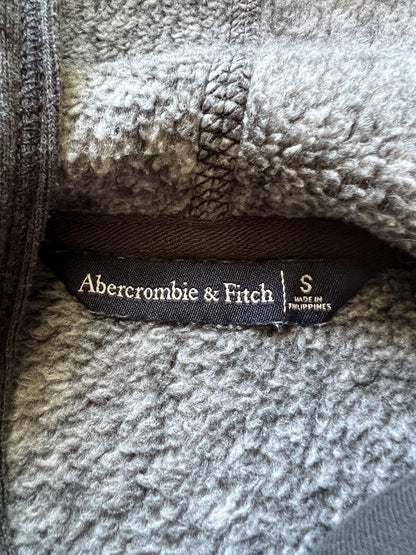 Abercrombie & Fitch
S
MADE IN
PHILIPPINES